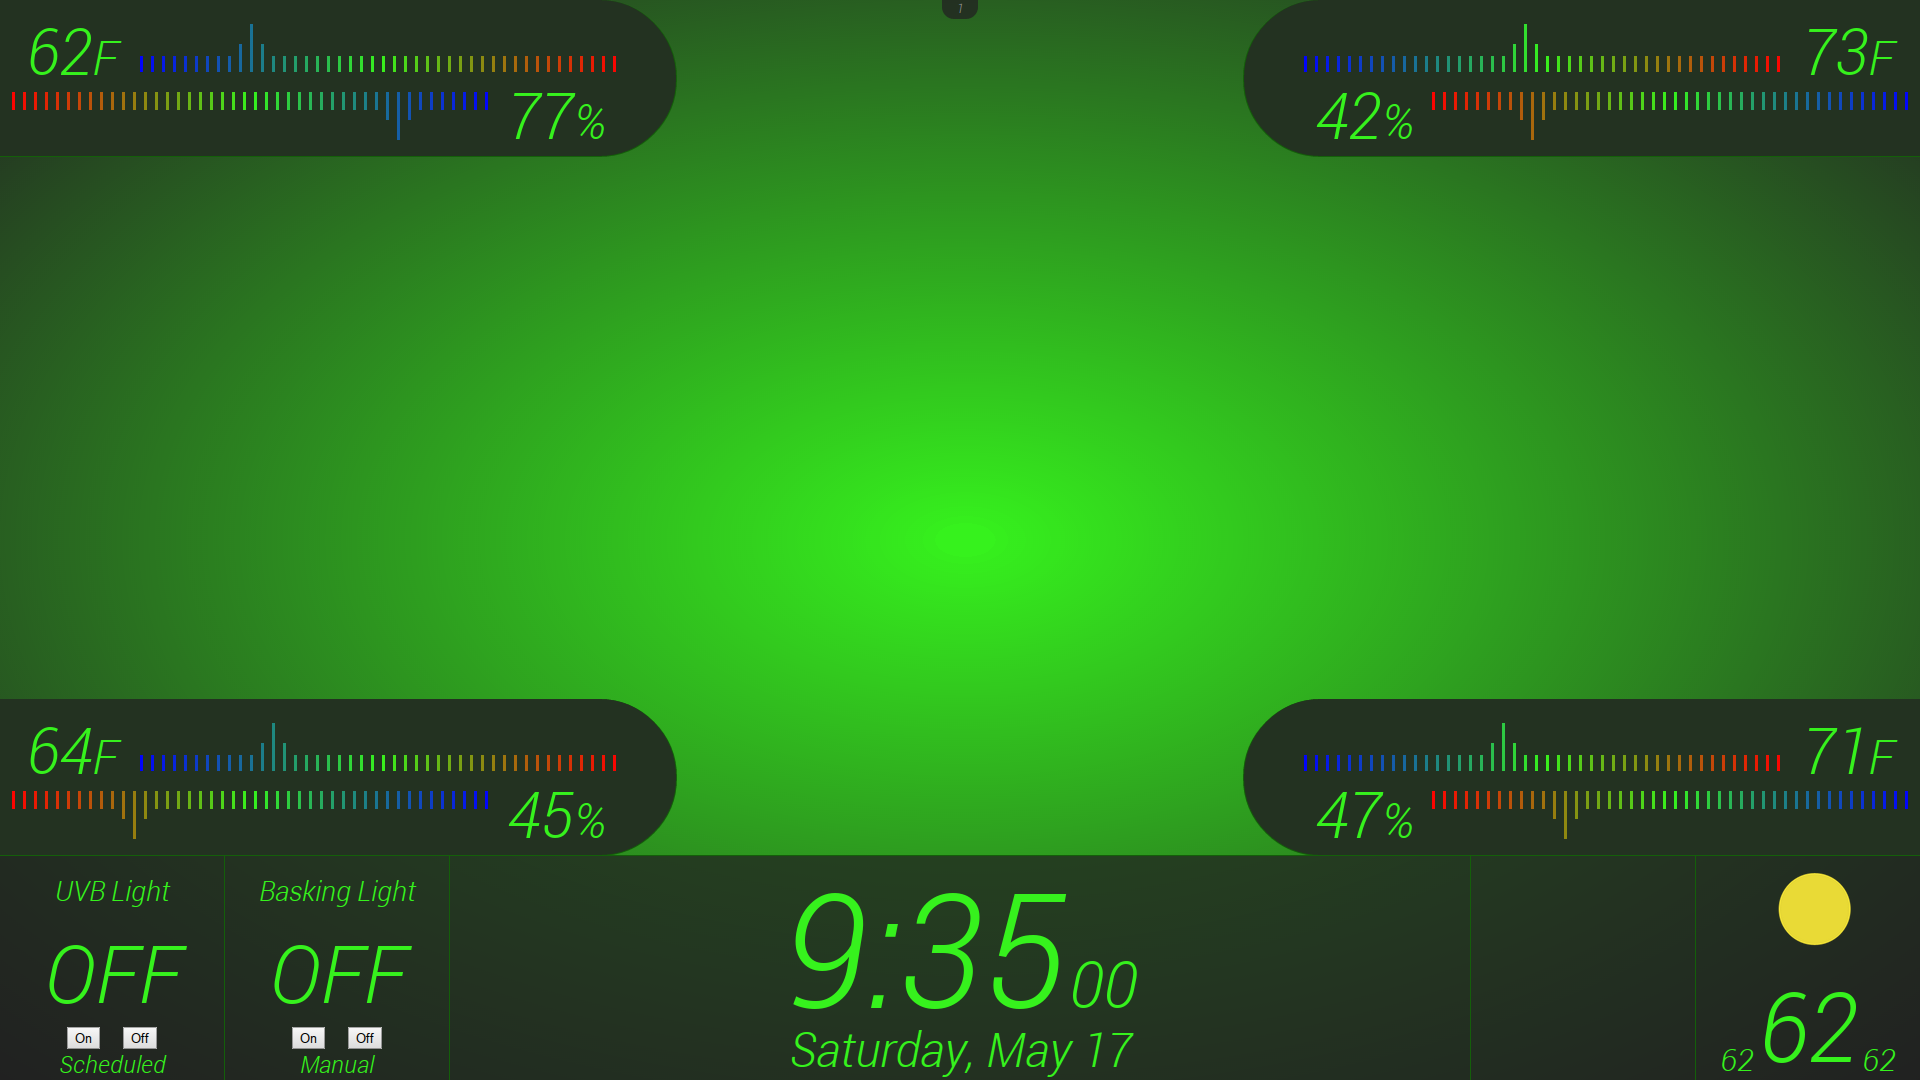 1
62F
77%
73F
42%
64F
45%
71F
47%
UVB Light
OFF
On Off
Scheduled
Basking Light
OFF
On Off
Manual
9:35 00
Saturday, May 17
62 62 62